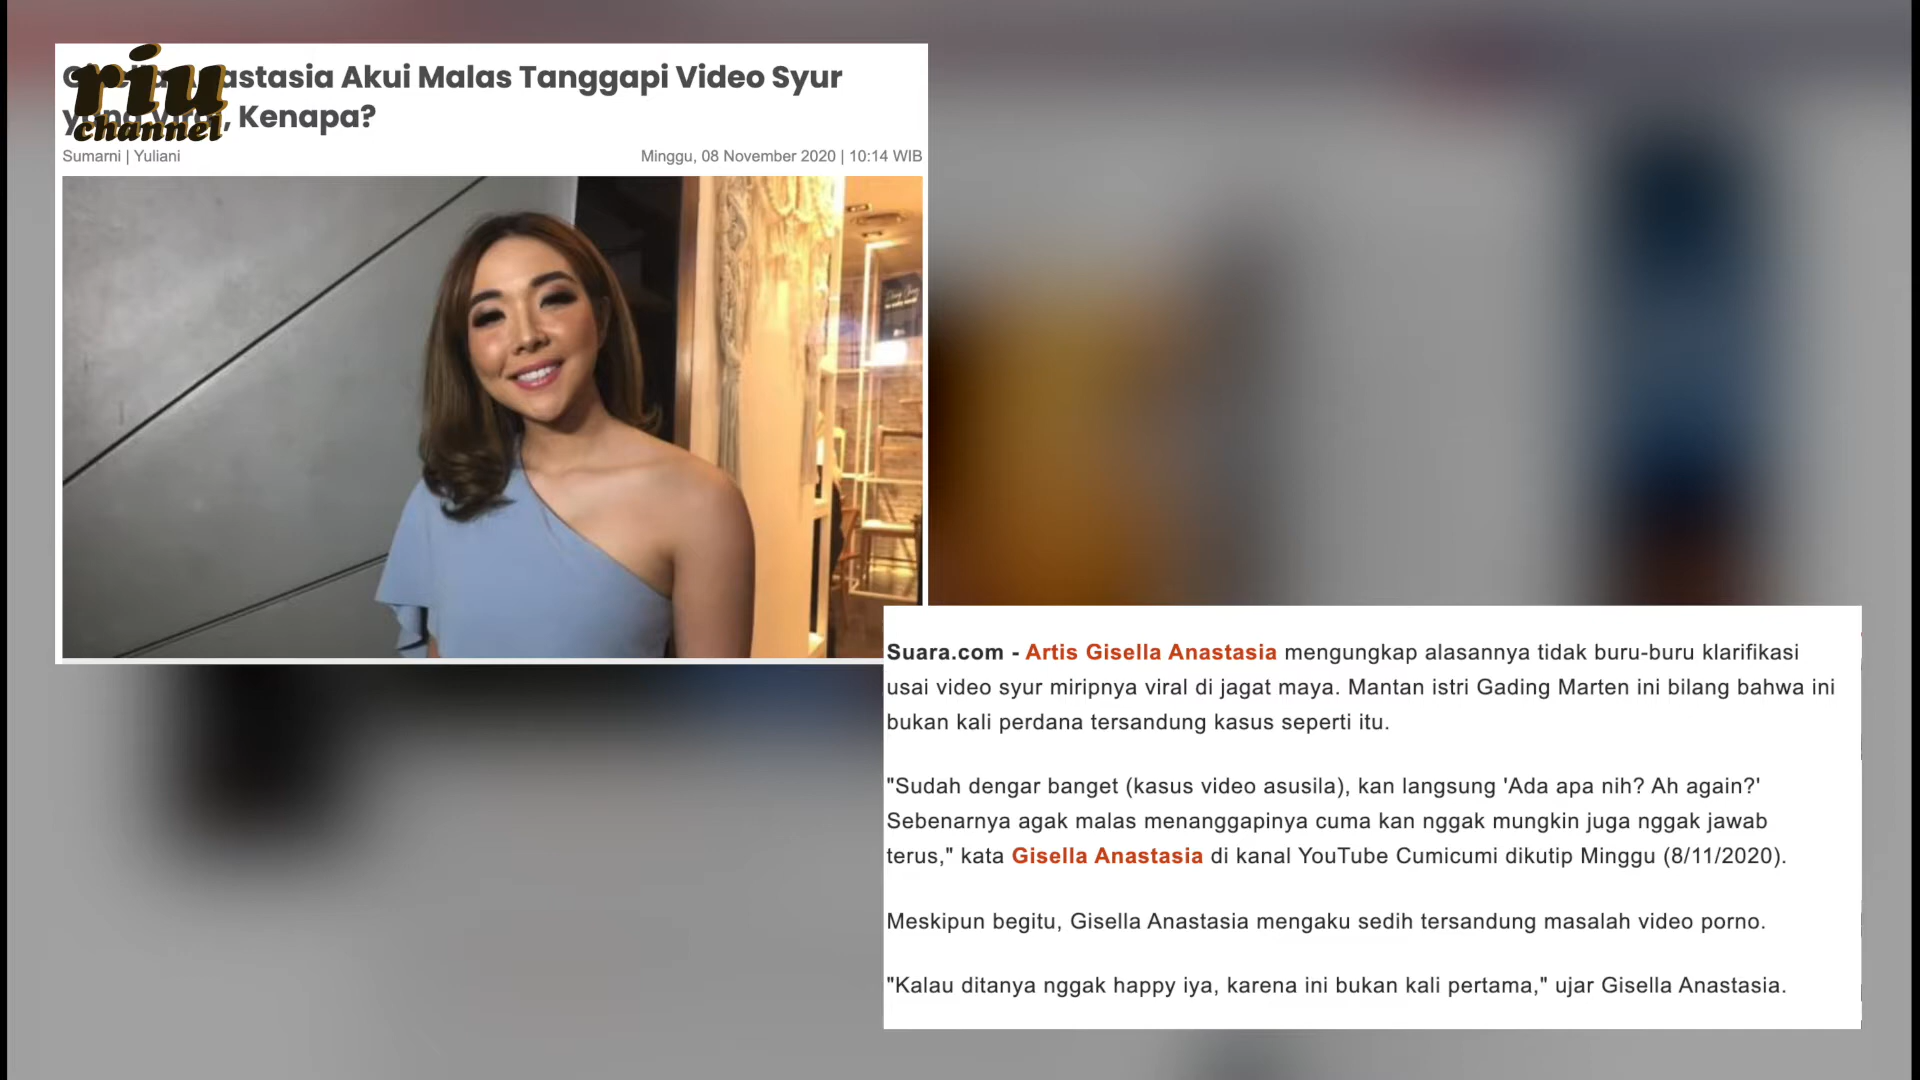 riu
channel
Anastasia Akui Malas Tanggapi Video Syur
yang viral, Kenapa?
Sumarni | Yuliani
Minggu, 08 November 2020 | 10:14 WIB
Suara.com - Artis Gisella Anastasia mengungkap alasannya tidak buru-buru klarifikasi
usai video syur miripnya viral di jagat maya. Mantan istri Gading Marten ini bilang bahwa ini
bukan kali perdana tersandung kasus seperti itu.
"Sudah dengar banget (kasus video asusila), kan langsung 'Ada apa nih? Ah again?'
Sebenarnya agak malas menanggapinya cuma kan nggak mungkin juga nggak jawab
terus," kata Gisella Anastasia di kanal YouTube Cumicumi dikutip Minggu (8/11/2020).
Meskipun begitu, Gisella Anastasia mengaku sedih tersandung masalah video porno.
"Kalau ditanya nggak happy iya, karena ini bukan kali pertama," ujar Gisella Anastasia.